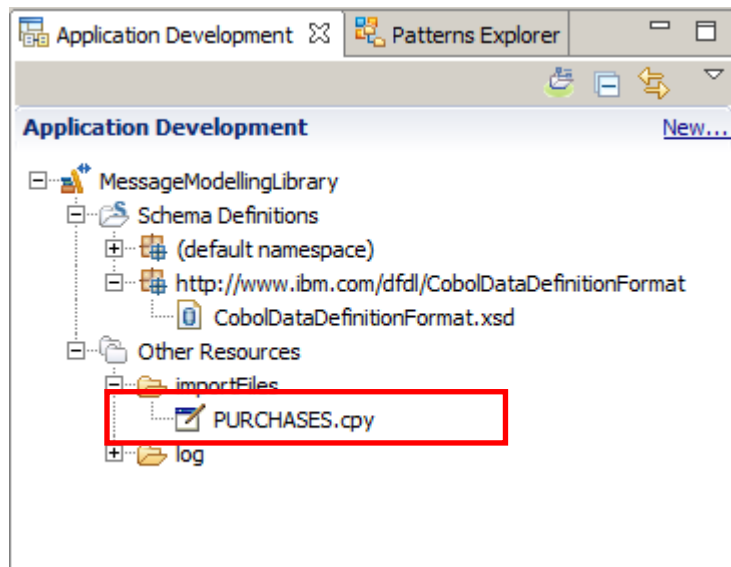 Application Development
Patterns Explorer
Application Development
New...
MessageModellingLibrary
Schema Definitions
(default namespace)
http://www.ibm.com/dfdl/CobolDataDefinitionFormat
CobolDataDefinitionFormat.xsd
Other Resources
importFiles
PURCHASES.cpy
log